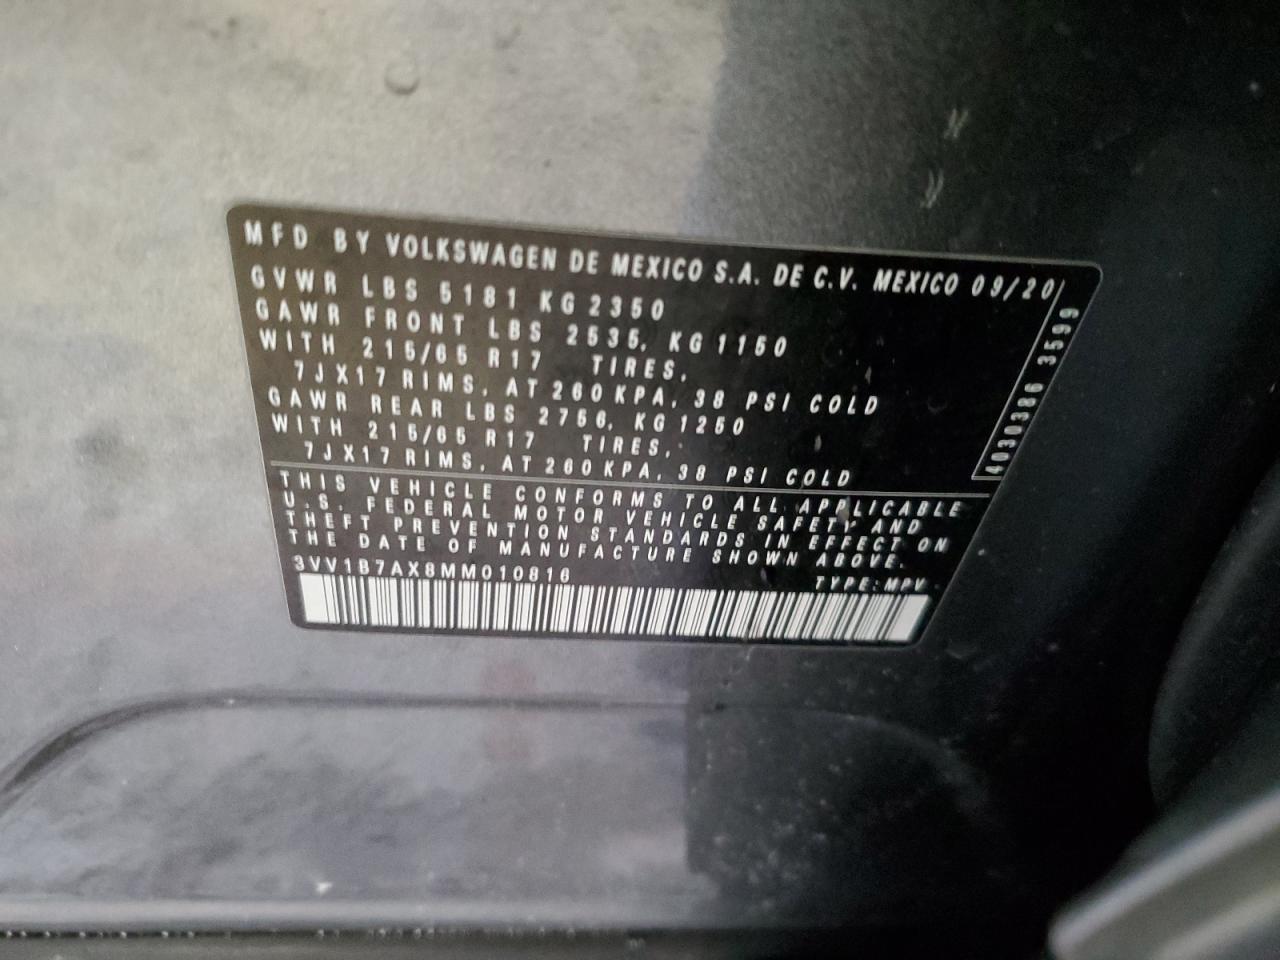 MFD BY VOLKSWAGEN DE MEXICO S.A. DE C.V. MEXICO 09/20
GVWR LBS 5181 KG 2350
GAWR FRONT LBS 2535, KG 1150
WITH 215/65 R17 TIRES,
7JX17 RIMS, AT 260 KPA, 38 PSI COLD
GAWR REAR LBS 2756, KG 1250
WITH 215/65 R17 TIRES,
7JX17 RIMS, AT 260 KPA, 38 PSI COLD
4030386 3599
THIS VEHICLE CONFORMS TO ALL APPLICABLE
U.S. FEDERAL MOTOR VEHICLE SAFETY AND
THEFT PREVENTION STANDARDS IN EFFECT ON
THE DATE OF MANUFACTURE SHOWN ABOVE.
3VV1B7AX8MM010816 TYPE:MPV